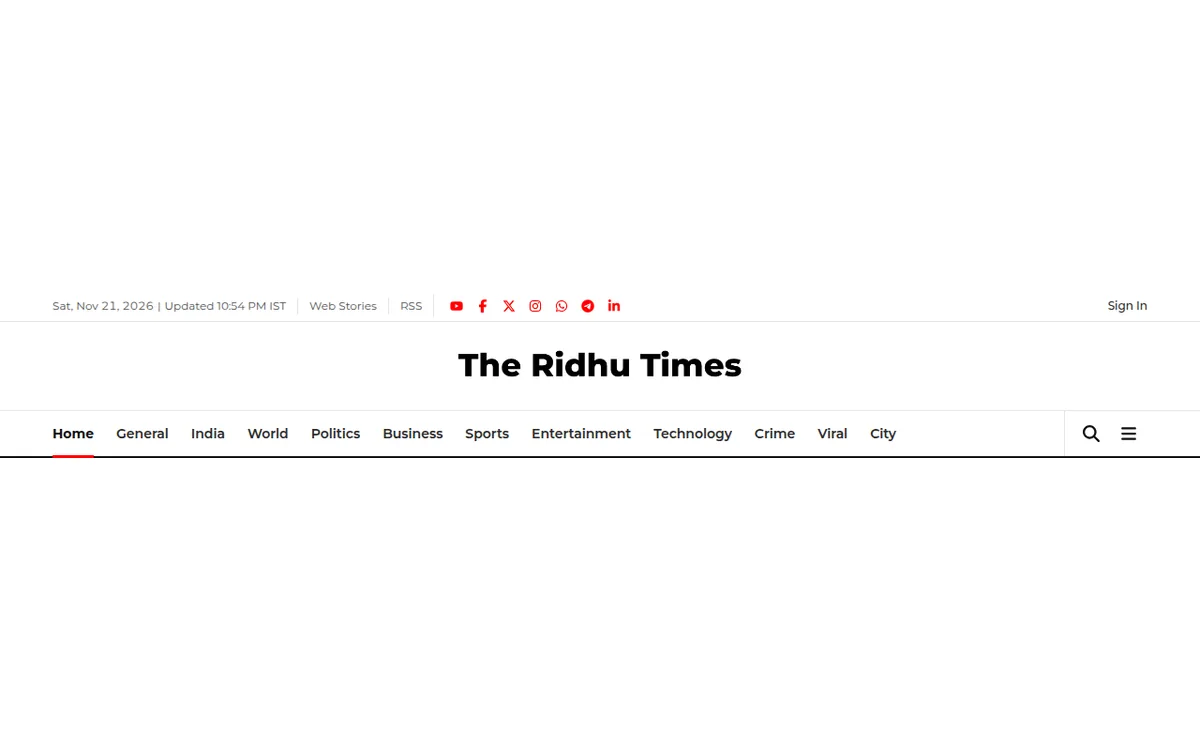 Sat, Nov 21, 2026 | Updated 10:54 PM IST Web Stories RSS Sign In
The Ridhu Times
Home General India World Politics Business Sports Entertainment Technology Crime Viral City